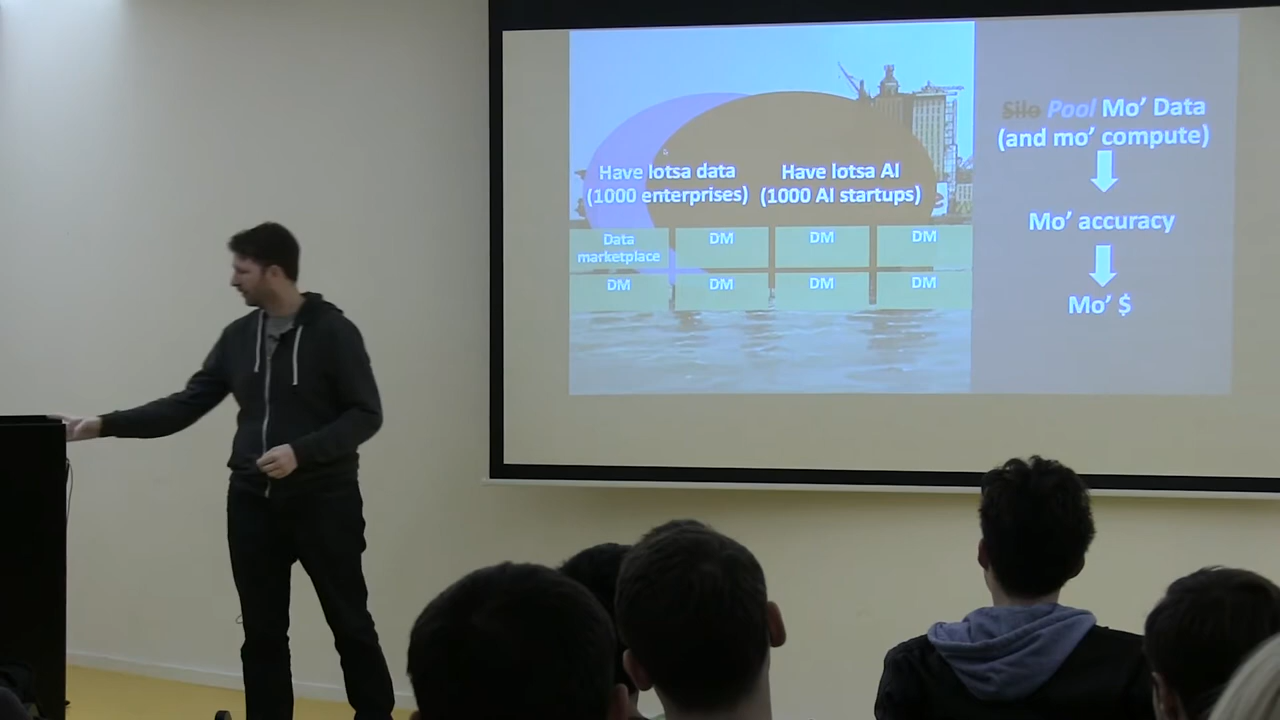 Have lotsa data
(1000 enterprises)
Have lotsa AI
(1000 AI startups)
Data
marketplace
DM
DM
DM
DM
DM
DM
DM
Silo Pool Mo’ Data
(and mo’ compute)
Mo’ accuracy
Mo’ $